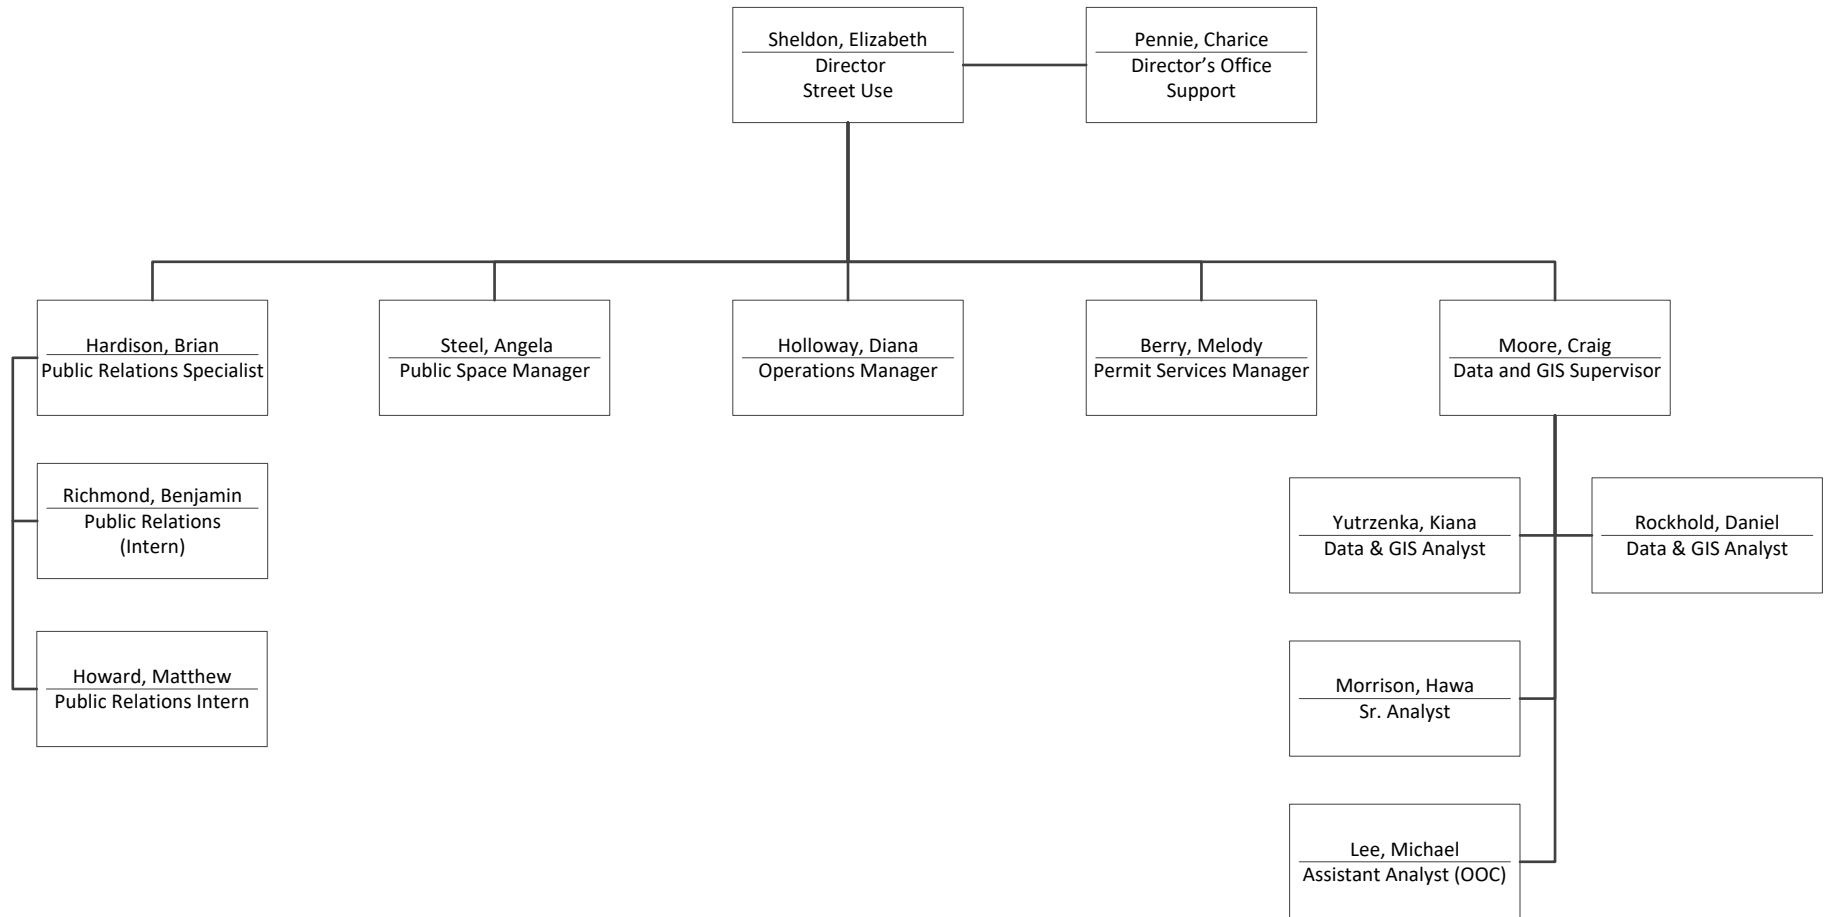 Sheldon, Elizabeth
Director
Street Use
Pennie, Charice
Director’s Office
Support
Hardison, Brian
Public Relations Specialist
Steel, Angela
Public Space Manager
Holloway, Diana
Operations Manager
Berry, Melody
Permit Services Manager
Moore, Craig
Data and GIS Supervisor
Richmond, Benjamin
Public Relations
(Intern)
Howard, Matthew
Public Relations Intern
Yutrzenka, Kiana
Data & GIS Analyst
Rockhold, Daniel
Data & GIS Analyst
Morrison, Hawa
Sr. Analyst
Lee, Michael
Assistant Analyst (OOC)